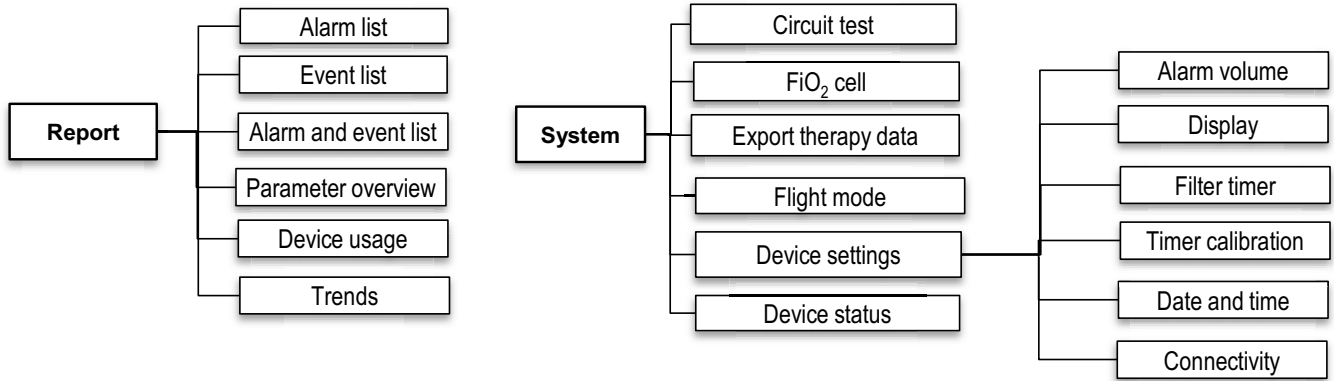 Report
Alarm list
Event list
Alarm and event list
Parameter overview
Device usage
Trends
System
Circuit test
FiO₂ cell
Export therapy data
Flight mode
Device settings
Device status
Alarm volume
Display
Filter timer
Timer calibration
Date and time
Connectivity